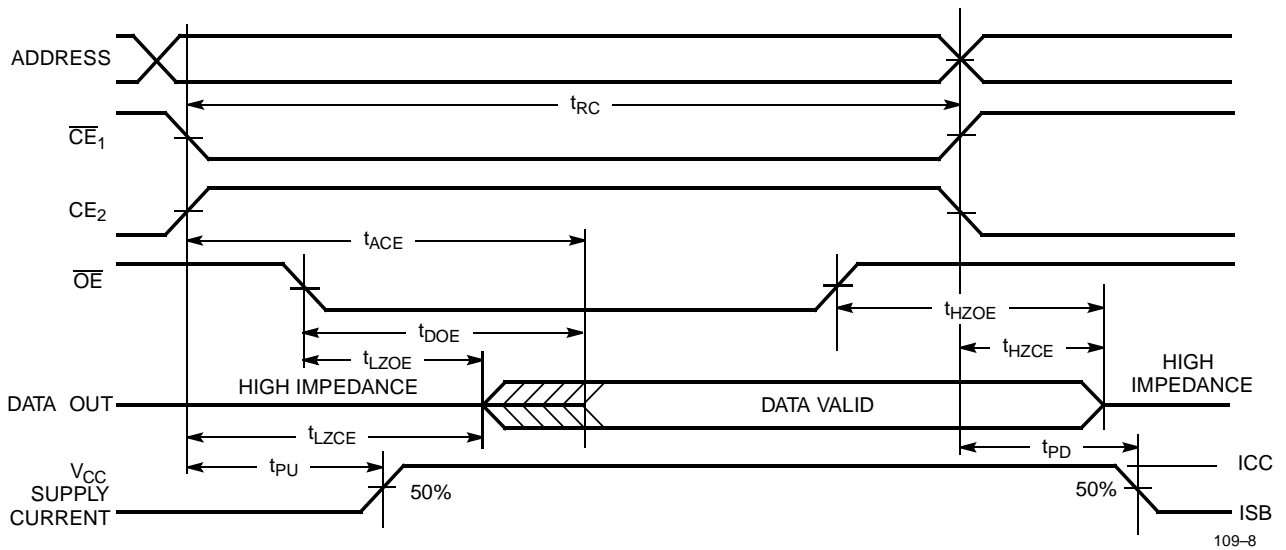 ADDRESS
tRC
CE1
CE2
tACE
OE
tHZOE
tDOE
tLZOE
tHZCE
HIGH IMPEDANCE
HIGH
IMPEDANCE
DATA OUT
DATA VALID
tLZCE
tPU
tPD
VCC
SUPPLY
CURRENT
50%
50%
ICC
ISB
109–8